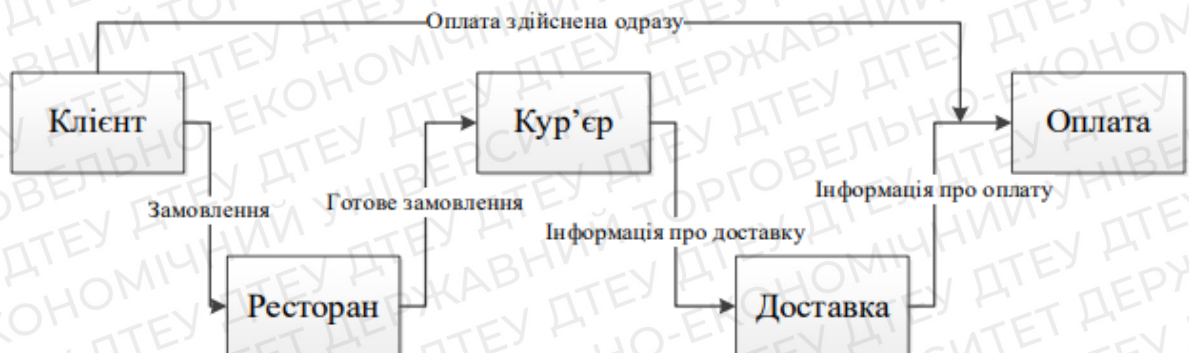 Оплата здійснена одразу
Клієнт
Кур’єр
Оплата
Замовлення
Готове замовлення
Інформація про оплату
Інформація про доставку
Ресторан
Доставка